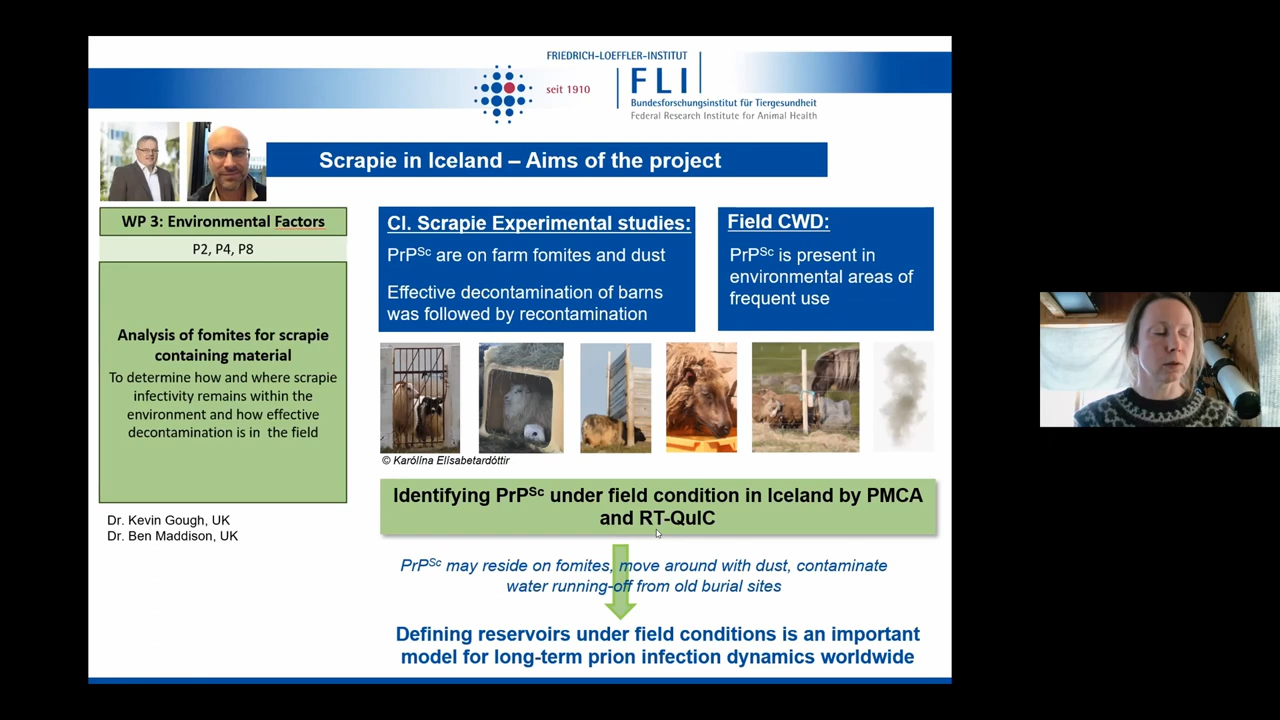 FRIEDRICH-LOEFFLER-INSTITUT
seit 1910
FLI
Bundesforschungsinstitut für Tiergesundheit
Federal Research Institute for Animal Health
Scrapie in Iceland – Aims of the project
WP 3: Environmental Factors
P2, P4, P8
Analysis of fomites for scrapie
containing material
To determine how and where scrapie
infectivity remains within the
environment and how effective
decontamination is in the field
Dr. Kevin Gough, UK
Dr. Ben Maddison, UK
Cl. Scrapie Experimental studies:
PrPSc are on farm fomites and dust
Effective decontamination of barns
was followed by recontamination
Field CWD:
PrPSc is present in
environmental areas of
frequent use
© Karólína Elísabetardóttir
Identifying PrPSc under field condition in Iceland by PMCA
and RT-QuIC
PrPSc may reside on fomites, move around with dust, contaminate
water running-off from old burial sites
Defining reservoirs under field conditions is an important
model for long-term prion infection dynamics worldwide